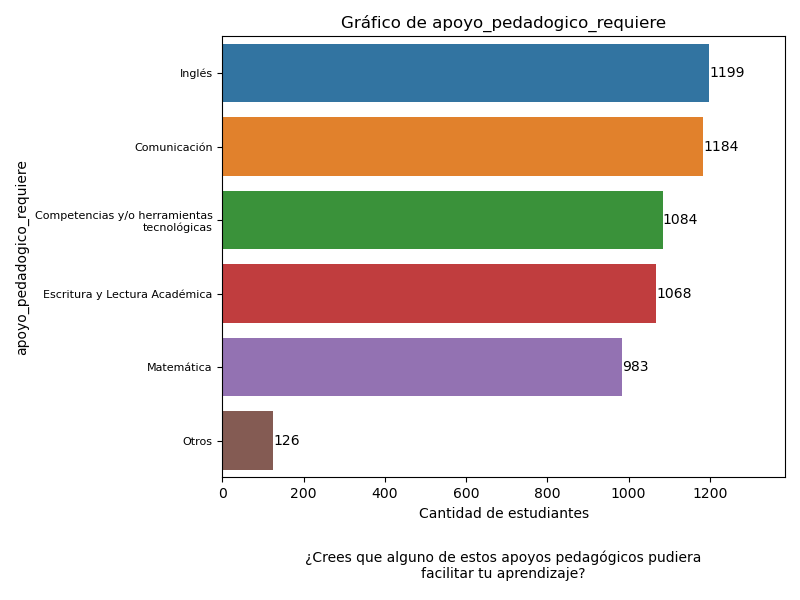 Gráfico de apoyo_pedadogico_requiere
apoyo_pedadogico_requiere
Inglés
1199
Comunicación
1184
Competencias y/o herramientas
tecnológicas
1084
Escritura y Lectura Académica
1068
Matemática
983
Otros
126
0 200 400 600 800 1000 1200
Cantidad de estudiantes
¿Crees que alguno de estos apoyos pedagógicos pudiera
facilitar tu aprendizaje?